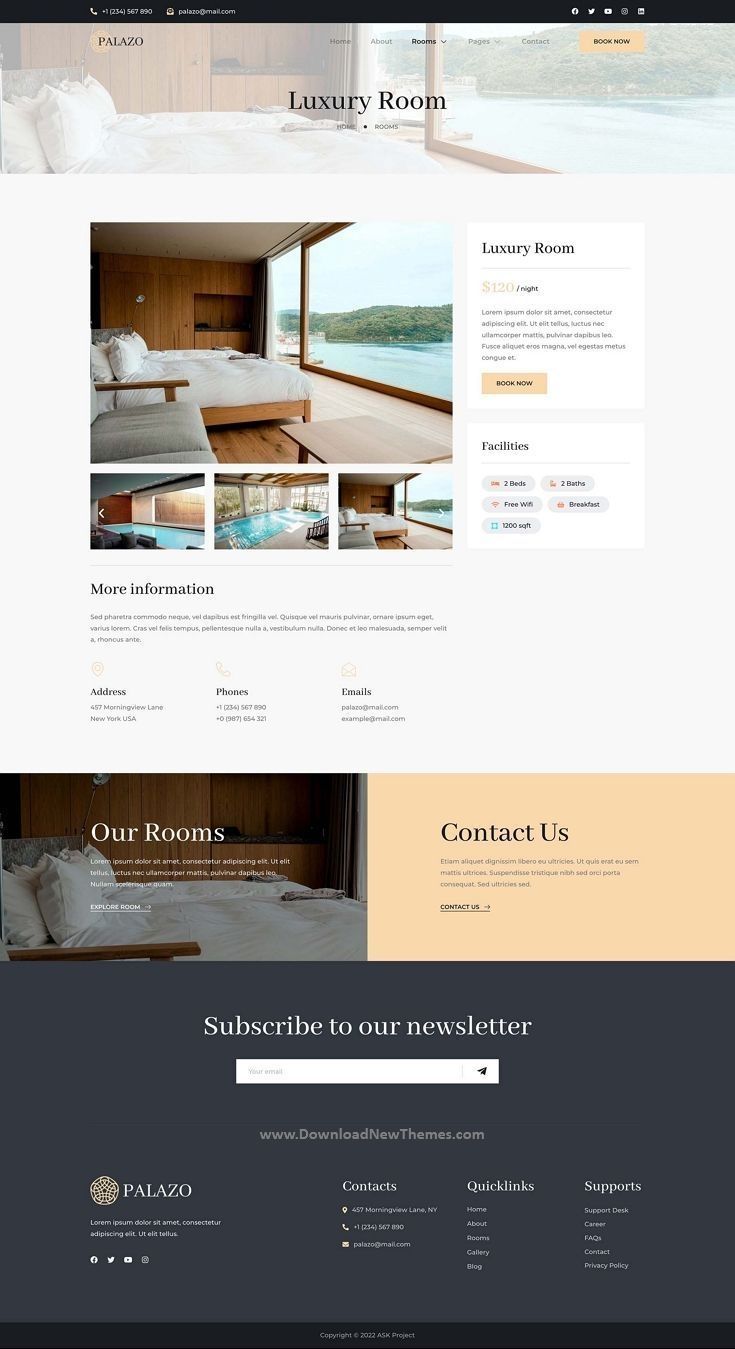 +1 (234) 567 890
palazo@mail.com
PALAZO
Home
About
Rooms
Pages
Contact
BOOK NOW
Luxury Room
HOME
ROOMS
Luxury Room
$120 / night
Lorem ipsum dolor sit amet, consectetur
adipiscing elit. Ut elit tellus, luctus nec
ullamcorper mattis, pulvinar dapibus leo.
Fusce aliquet eros magna, vel egestas metus
congue et.
BOOK NOW
Facilities
2 Beds
2 Baths
Free Wifi
Breakfast
1200 sqft
More information
Sed pharetra commodo neque, vel dapibus est fringilla vel. Quisque vel mauris pulvinar, ornare ipsum eget,
varius lorem. Cras vel felis tempus, pellentesque nulla a, vestibulum nulla. Donec et leo malesuada, semper velit
a, rhoncus ante.
Address
457 Morningview Lane
New York USA
Phones
+1 (234) 567 890
+0 (987) 654 321
Emails
palazo@mail.com
example@mail.com
Our Rooms
Lorem ipsum dolor sit amet, consectetur adipiscing elit. Ut elit
tellus, luctus nec ullamcorper mattis, pulvinar dapibus leo.
Nullam scelerisque quam.
EXPLORE ROOM
Contact Us
Etiam aliquet dignissim libero eu ultricies. Ut quis erat eu sem
mattis ultrices. Suspendisse tristique nibh sed orci porta
consequat. Sed ultricies sed.
CONTACT US
Subscribe to our newsletter
Your email
www.DownloadNewThemes.com
PALAZO
Lorem ipsum dolor sit amet, consectetur
adipiscing elit. Ut elit tellus.
Contacts
457 Morningview Lane, NY
+1 (234) 567 890
palazo@mail.com
Quicklinks
Home
About
Rooms
Gallery
Blog
Supports
Support Desk
Career
FAQs
Contact
Privacy Policy
Copyright © 2022 ASK Project